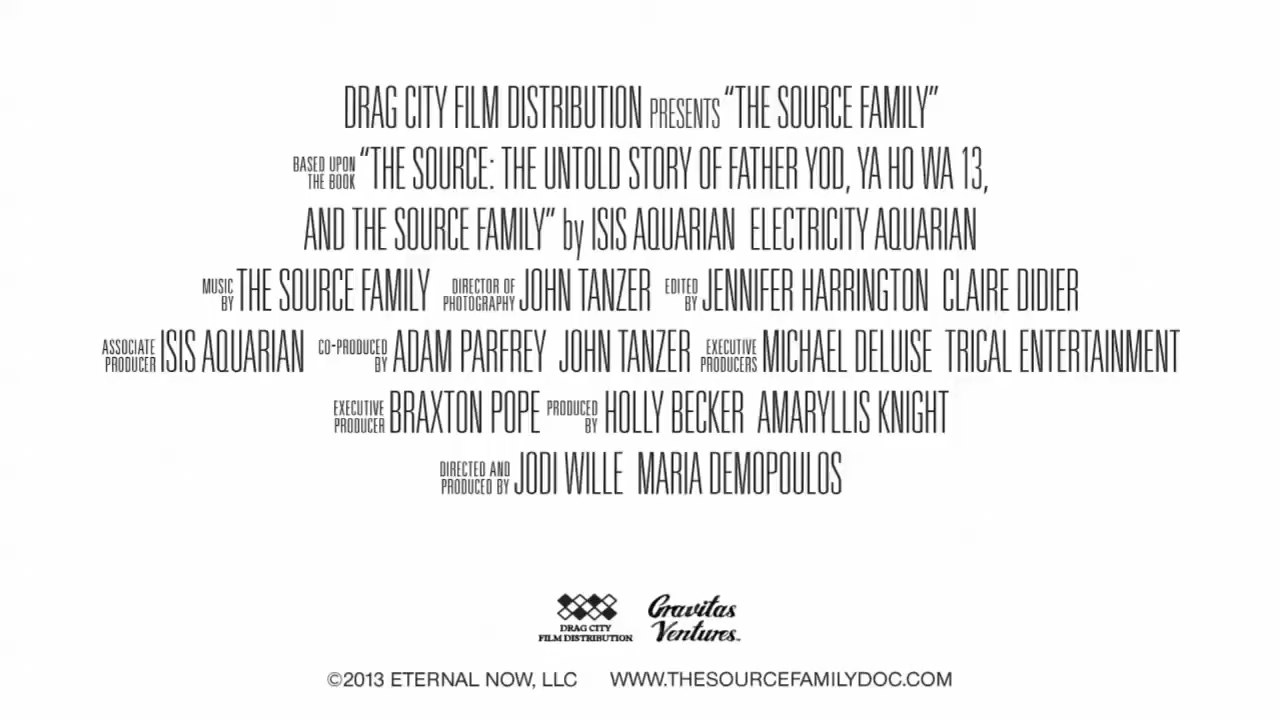 DRAG CITY FILM DISTRIBUTION PRESENTS “THE SOURCE FAMILY”
BASED UPON THE BOOK “THE SOURCE: THE UNTOLD STORY OF FATHER YOD, YA HO WA 13,
AND THE SOURCE FAMILY” by ISIS AQUARIAN ELECTRICITY AQUARIAN
MUSIC BY THE SOURCE FAMILY DIRECTOR OF PHOTOGRAPHY JOHN TANZER EDITED BY JENNIFER HARRINGTON CLAIRE DIDIER
ASSOCIATE PRODUCER ISIS AQUARIAN CO-PRODUCED BY ADAM PARFREY JOHN TANZER EXECUTIVE PRODUCERS MICHAEL DELUISE TRICAL ENTERTAINMENT
EXECUTIVE PRODUCER BRAXTON POPE PRODUCED BY HOLLY BECKER AMARYLLIS KNIGHT
DIRECTED AND PRODUCED BY JODI WILLE MARIA DEMOPOULOS
DRAG CITY
FILM DISTRIBUTION
Gravitas
Ventures™
©2013 ETERNAL NOW, LLC WWW.THESOURCEFAMILYDOC.COM